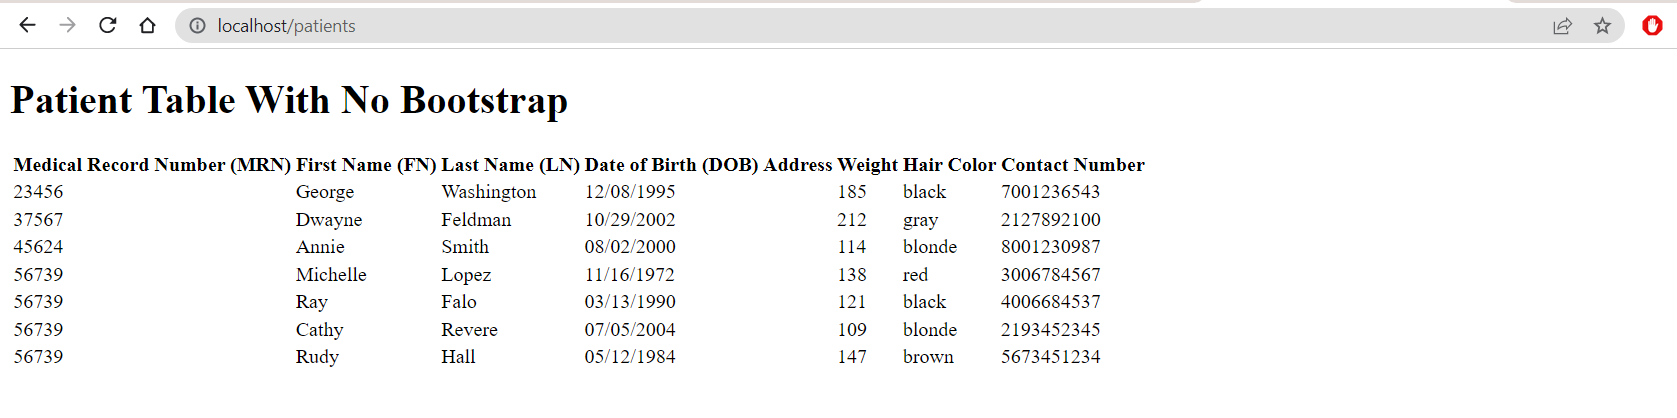 localhost/patients
Patient Table With No Bootstrap
Medical Record Number (MRN) First Name (FN) Last Name (LN) Date of Birth (DOB) Address Weight Hair Color Contact Number
23456 George Washington 12/08/1995 185 black 7001236543
37567 Dwayne Feldman 10/29/2002 212 gray 2127892100
45624 Annie Smith 08/02/2000 114 blonde 8001230987
56739 Michelle Lopez 11/16/1972 138 red 3006784567
56739 Ray Falo 03/13/1990 121 black 4006684537
56739 Cathy Revere 07/05/2004 109 blonde 2193452345
56739 Rudy Hall 05/12/1984 147 brown 5673451234